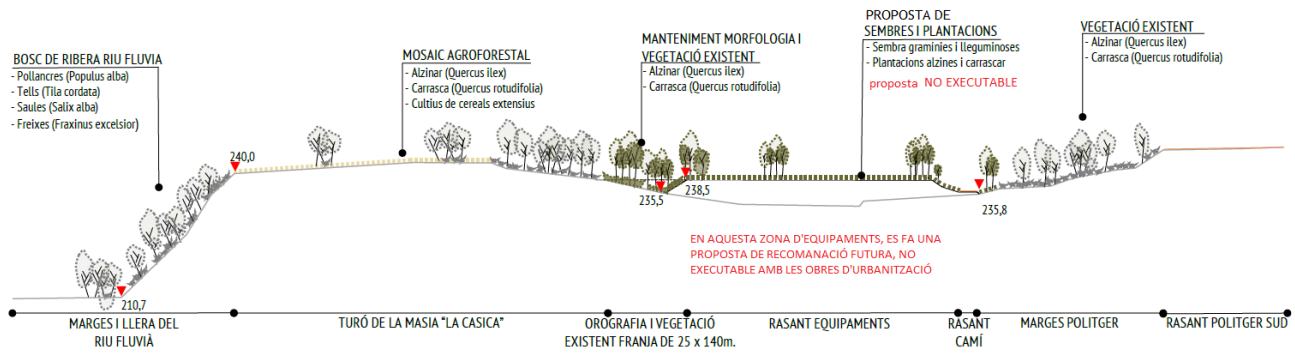 BOSC DE RIBERA RIU FLUVIA
- Pollancres (Populus alba)
- Tells (Tila cordata)
- Saules (Salix alba)
- Freixes (Fraxinus excelsior)
MOSAIC AGROFORESTAL
- Alzinar (Quercus ilex)
- Carrasca (Quercus rotudifolia)
- Cultius de cereals extensius
MANTENIMENT MORFOLOGIA I
VEGETACIÓ EXISTENT
- Alzinar (Quercus ilex)
- Carrasca (Quercus rotudifolia)
PROPOSTA DE
SEMBRES I PLANTACIONS
- Sembra gramínies i lleguminoses
- Plantacions alzines i carrascar
proposta NO EXECUTABLE
VEGETACIÓ EXISTENT
- Alzinar (Quercus ilex)
- Carrasca (Quercus rotudifolia)
240,0
235,5
238,5
235,8
210,7
EN AQUESTA ZONA D'EQUIPAMENTS, ES FA UNA
PROPOSTA DE RECOMANACIÓ FUTURA, NO
EXECUTABLE AMB LES OBRES D'URBANITZACIÓ
MARGES I LLERA DEL
RIU FLUVIÀ
TURÓ DE LA MASIA "LA CASICA"
OROGRAFIA I VEGETACIÓ
EXISTENT FRANJA DE 25 x 140m.
RASANT EQUIPAMENTS
RASANT
CAMÍ
MARGES POLITGER
RASANT POLITGER SUD